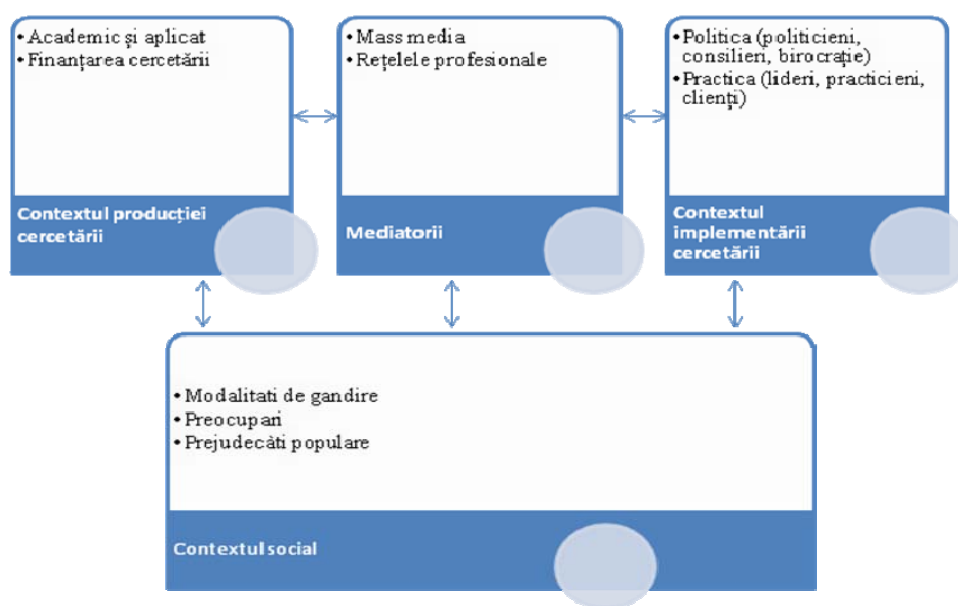 • Academic și aplicat
• Finanțarea cercetării
Contextul producției
cercetării
• Mass media
• Rețelele profesionale
Mediatorii
• Politica (politicieni,
consilieri, birocrație)
• Practica (lideri, practicieni,
clienți)
Contextul
implementării
cercetării
• Modalitati de gandire
• Preocupari
• Prejudecàti populare
Contextul social